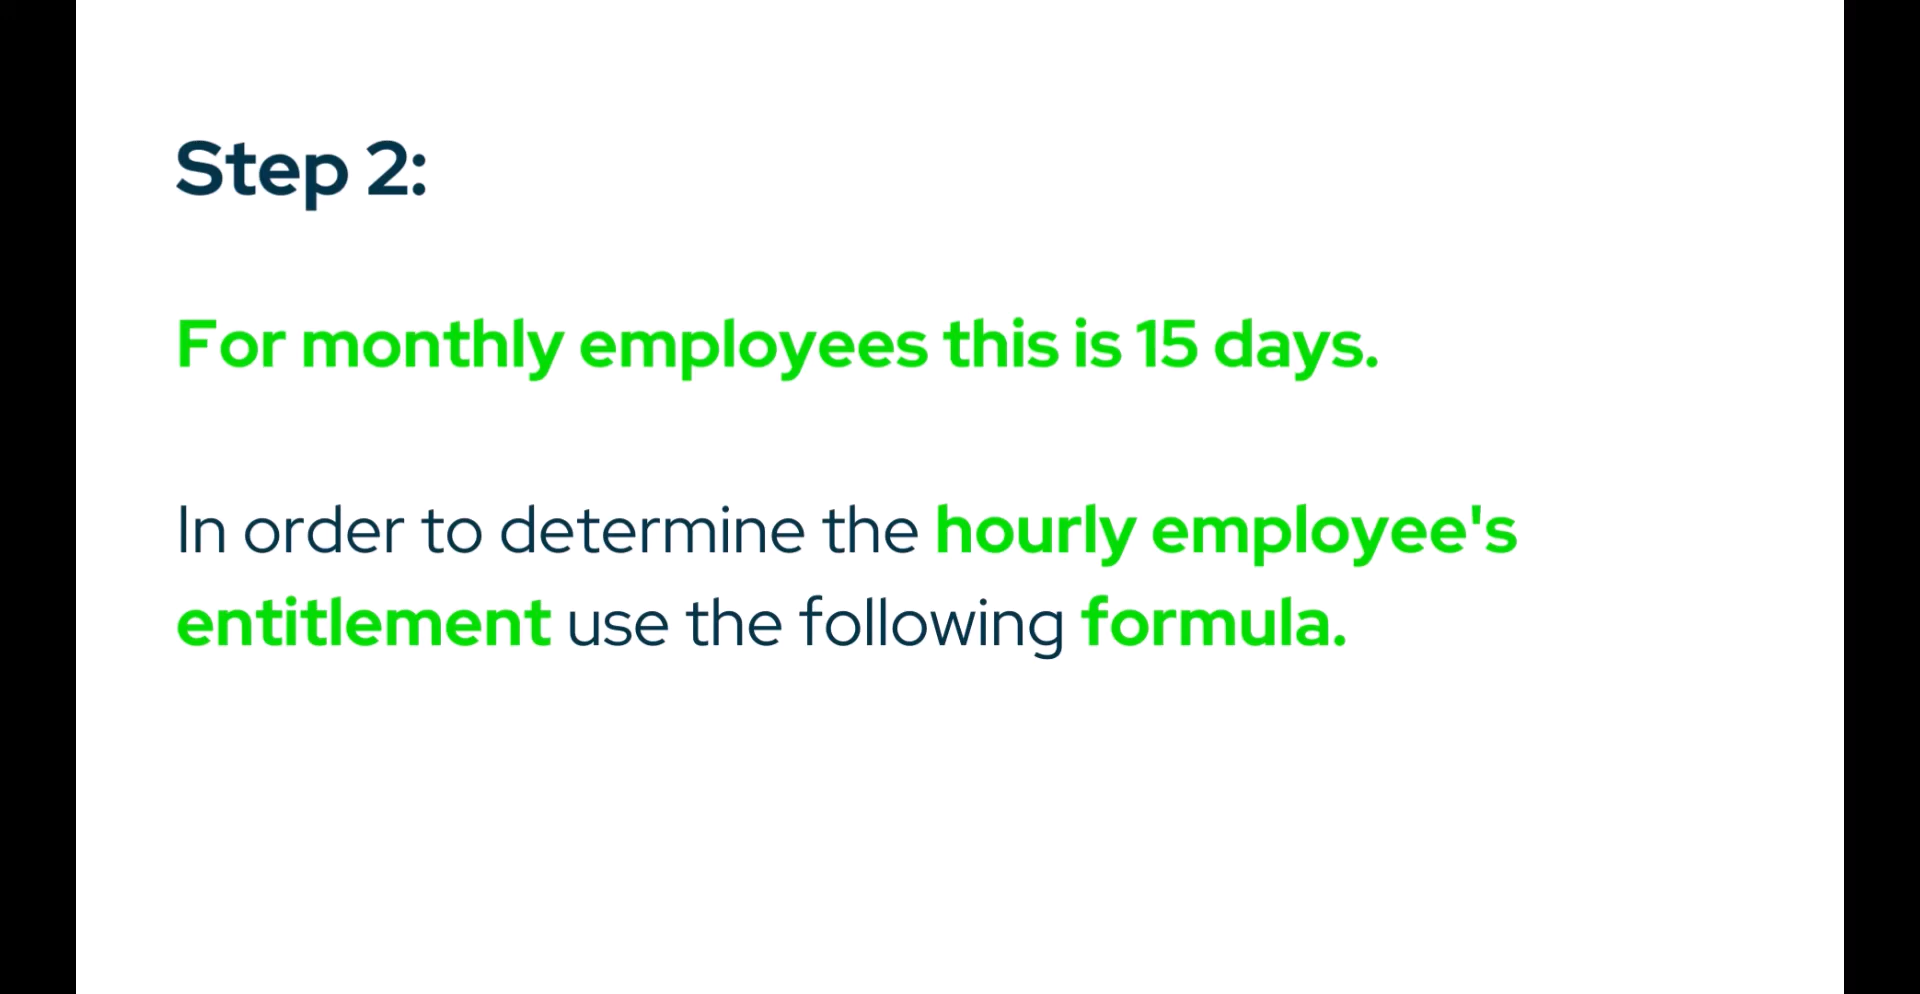 Step 2:
For monthly employees this is 15 days.
In order to determine the hourly employee's
entitlement use the following formula.